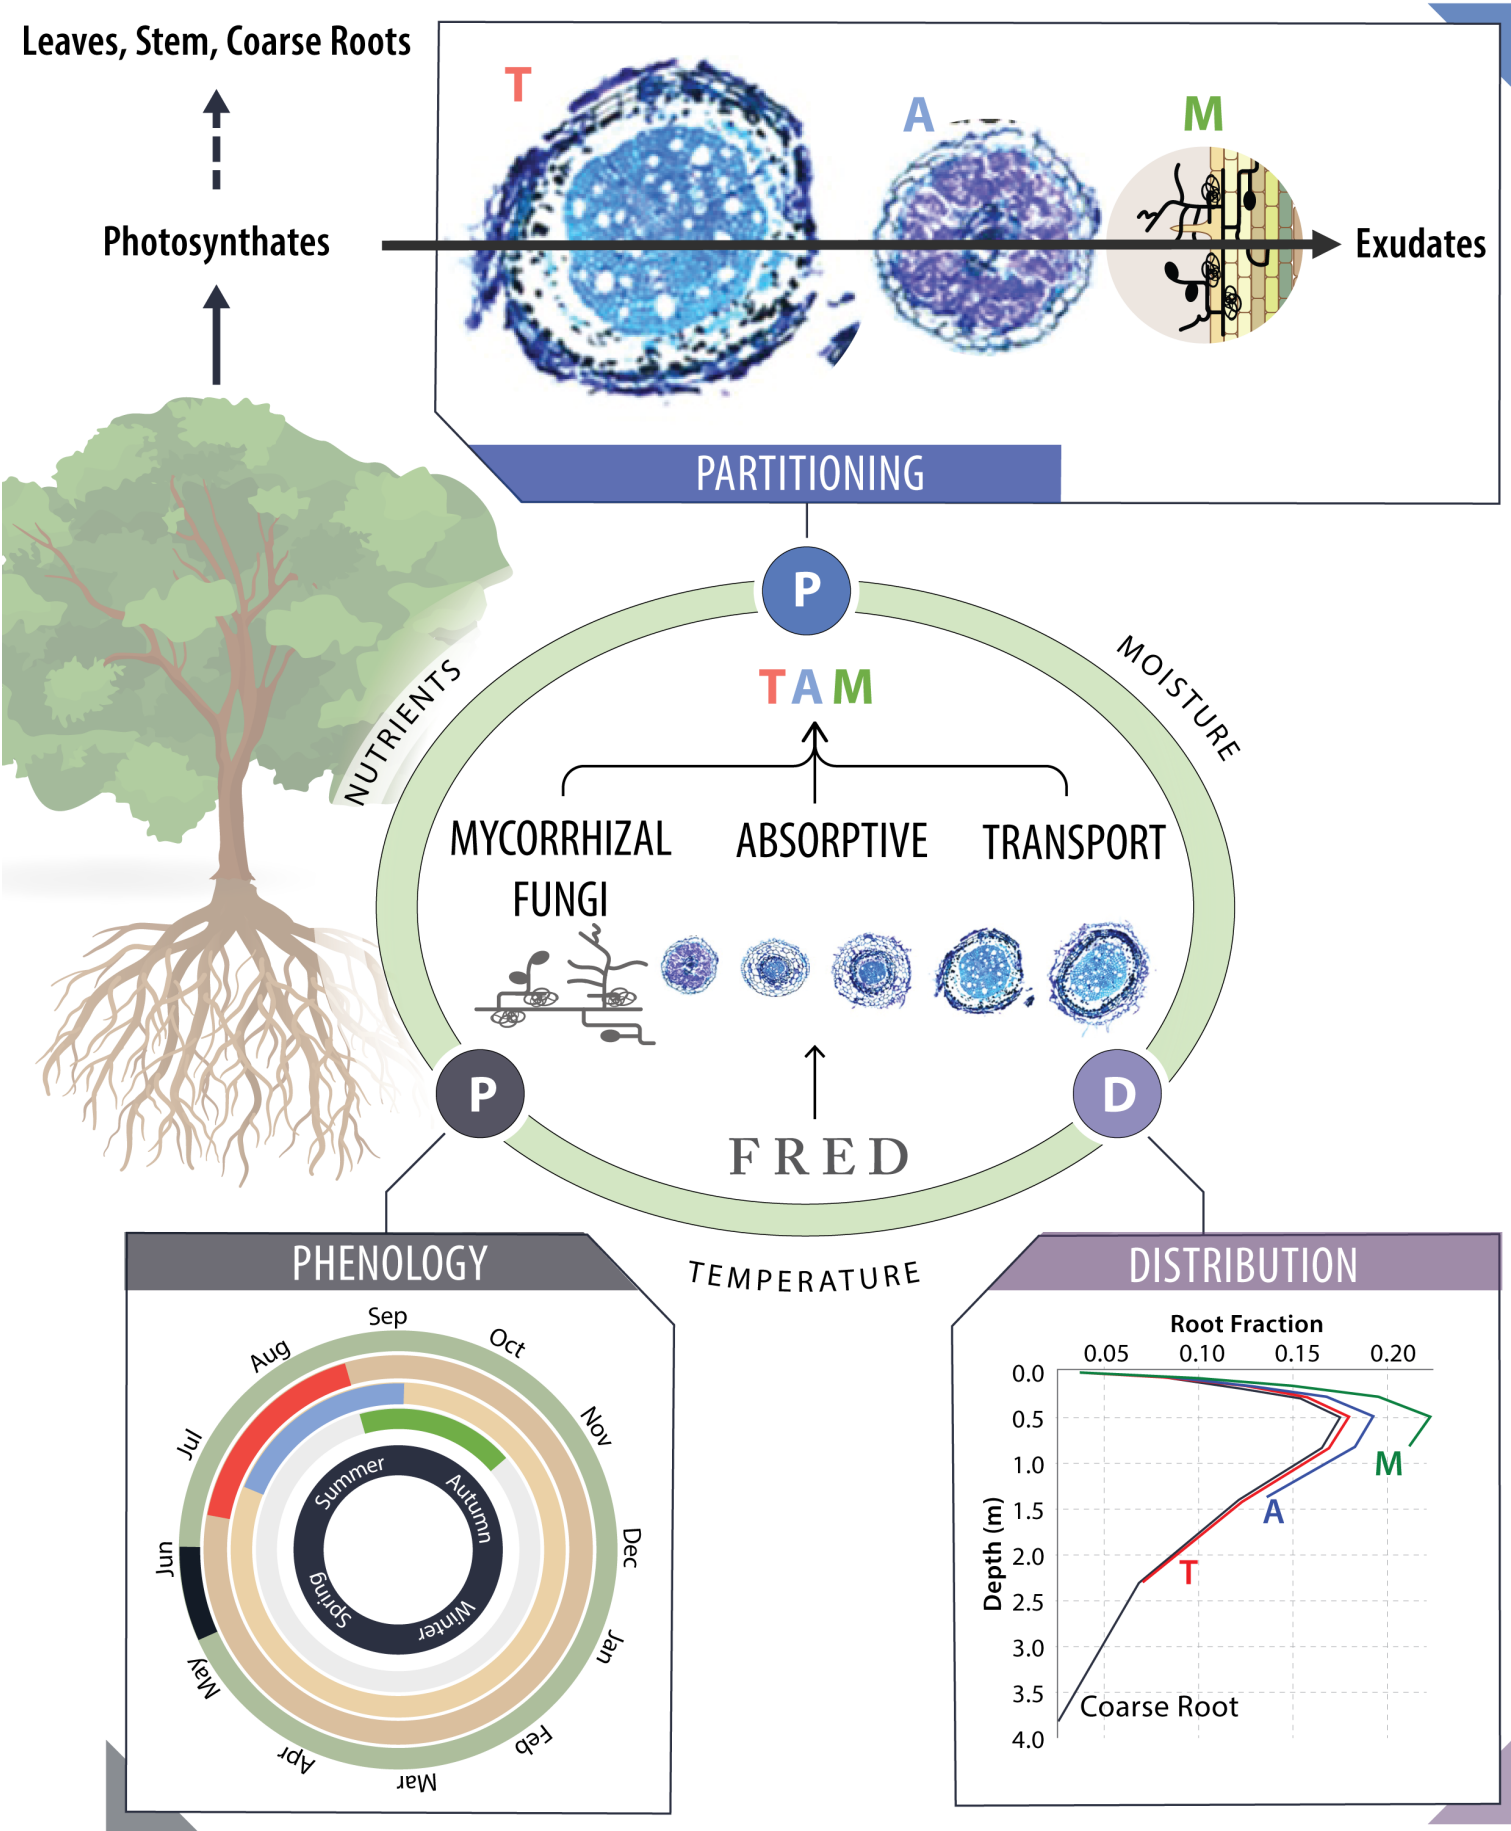 Leaves, Stem, Coarse Roots
Photosynthates
T
A
M
Exudates
PARTITIONING
P
NUTRIENTS
MOISTURE
TAM
MYCORRHIZAL
FUNGI
ABSORPTIVE
TRANSPORT
P
D
FRED
TEMPERATURE
PHENOLOGY
Sep
Oct
Nov
Dec
Jan
Feb
Mar
Apr
May
Jun
Jul
Aug
Summer
Autumn
Winter
Spring
DISTRIBUTION
Root Fraction
0.05 0.10 0.15 0.20
Depth (m)
0.0
0.5
1.0
1.5
2.0
2.5
3.0
3.5
4.0
M
A
T
Coarse Root